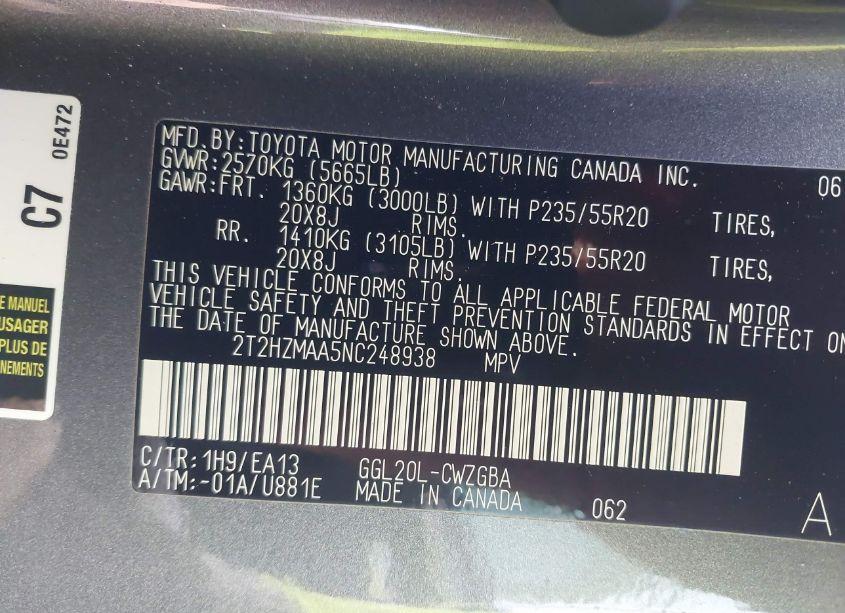 0E472
C7
E MANUEL
USAGER
PLUS DE
NEMENTS
MFD.BY:TOYOTA MOTOR MANUFACTURING CANADA INC. 06
GVWR:2570KG (5665LB)
GAWR:FRT. 1360KG (3000LB) WITH P235/55R20 TIRES,
20X8J RIMS.
RR. 1410KG (3105LB) WITH P235/55R20 TIRES,
20X8J RIMS.
THIS VEHICLE CONFORMS TO ALL APPLICABLE FEDERAL MOTOR
VEHICLE SAFETY AND THEFT PREVENTION STANDARDS IN EFFECT ON
THE DATE OF MANUFACTURE SHOWN ABOVE.
2T2HZMAA5NC248938 MPV
C/TR:1H9/EA13 GGL20L-CWZGBA
A/TM:-01A/U881E MADE IN CANADA 062
A